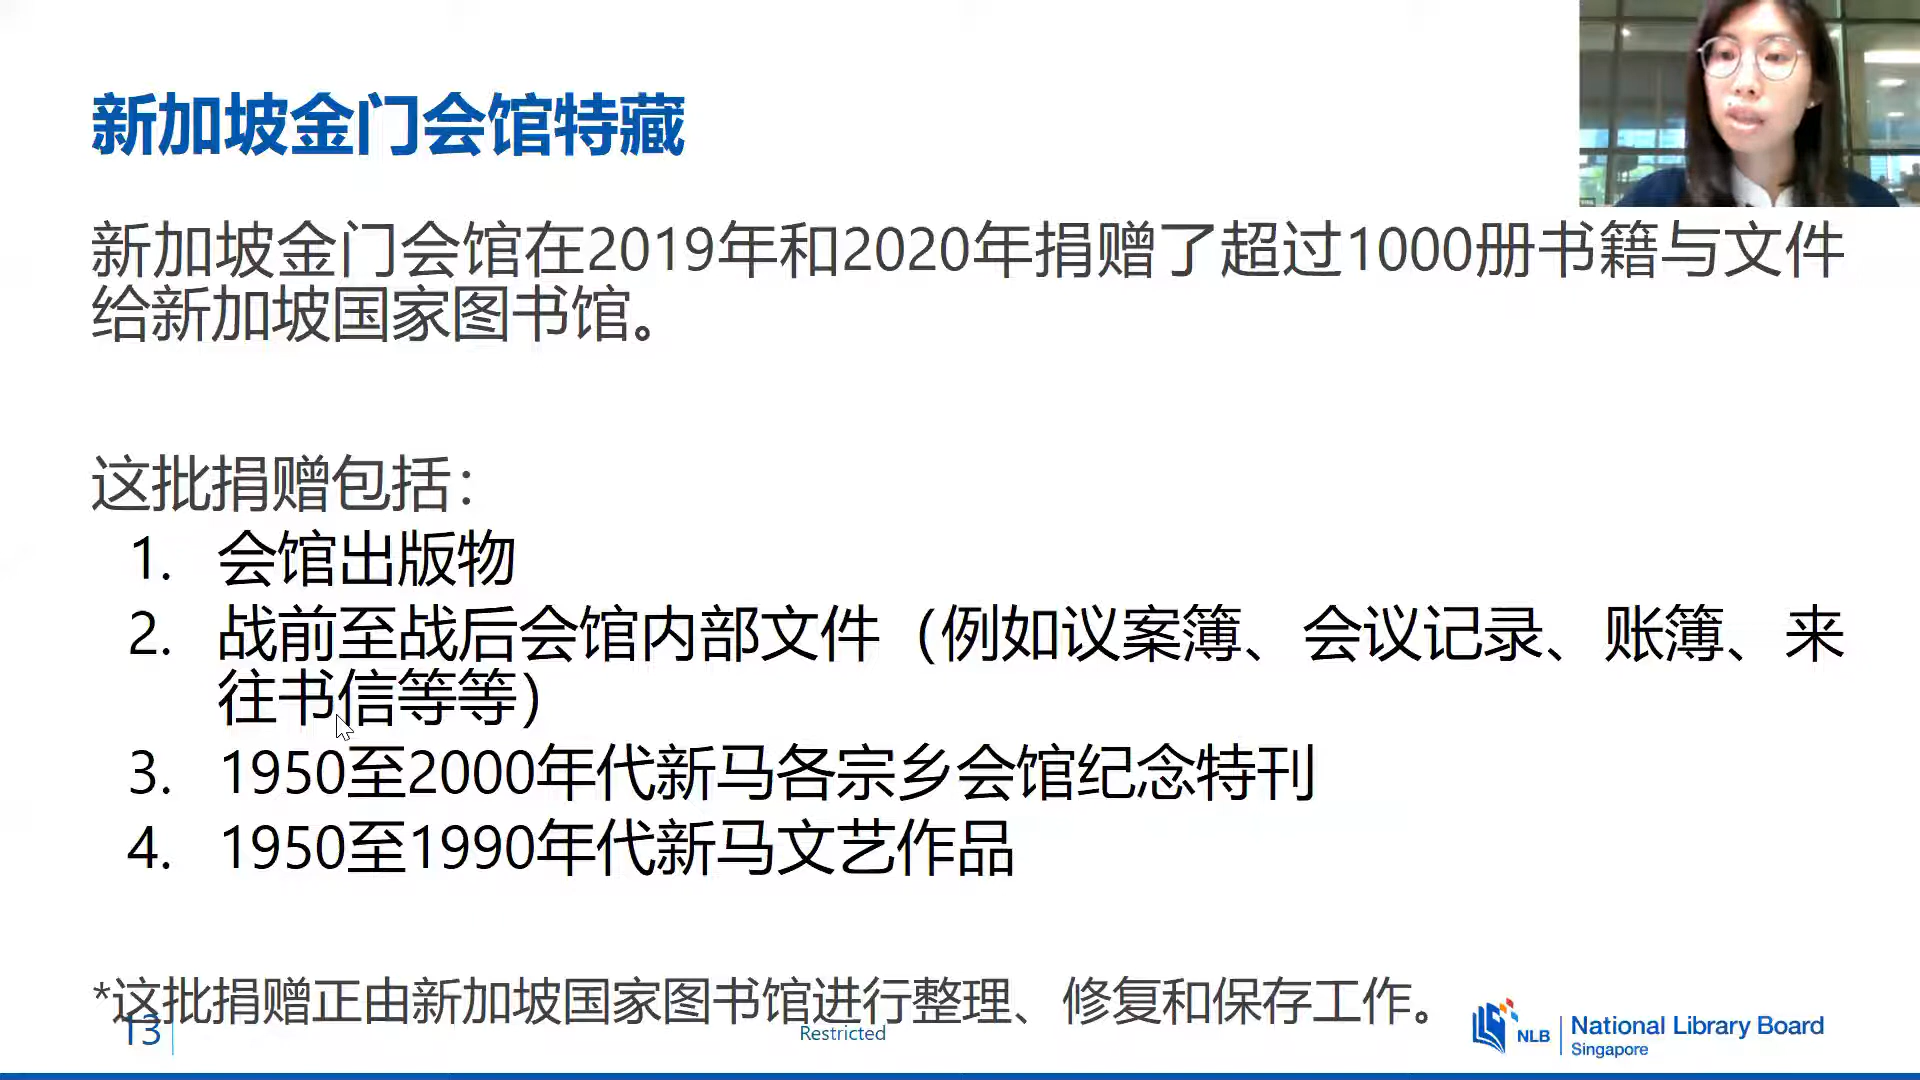 新加坡金门会馆特藏
新加坡金门会馆在2019年和2020年捐赠了超过1000册书籍与文件
给新加坡国家图书馆。
这批捐赠包括：
1. 会馆出版物
2. 战前至战后会馆内部文件（例如议案簿、会议记录、账簿、来
往书信等等）
3. 1950至2000年代新马各宗乡会馆纪念特刊
4. 1950至1990年代新马文艺作品
*这批捐赠正由新加坡国家图书馆进行整理、修复和保存工作。
13
Restricted
NLB
National Library Board
Singapore